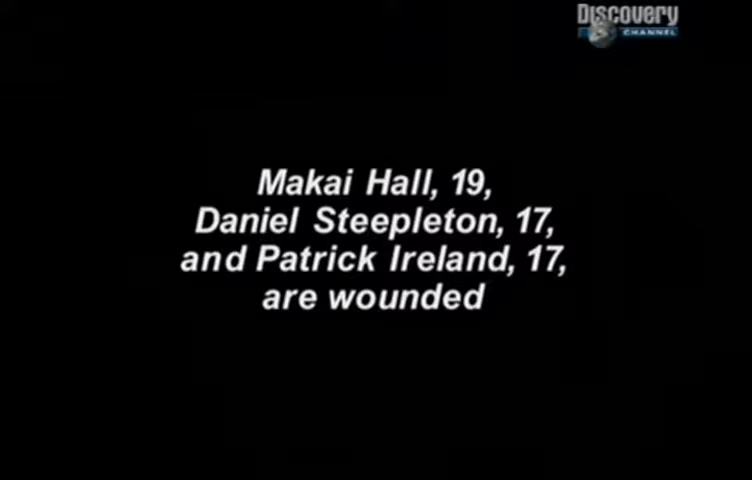 Discovery
CHANNEL
Makai Hall, 19,
Daniel Steepleton, 17,
and Patrick Ireland, 17,
are wounded